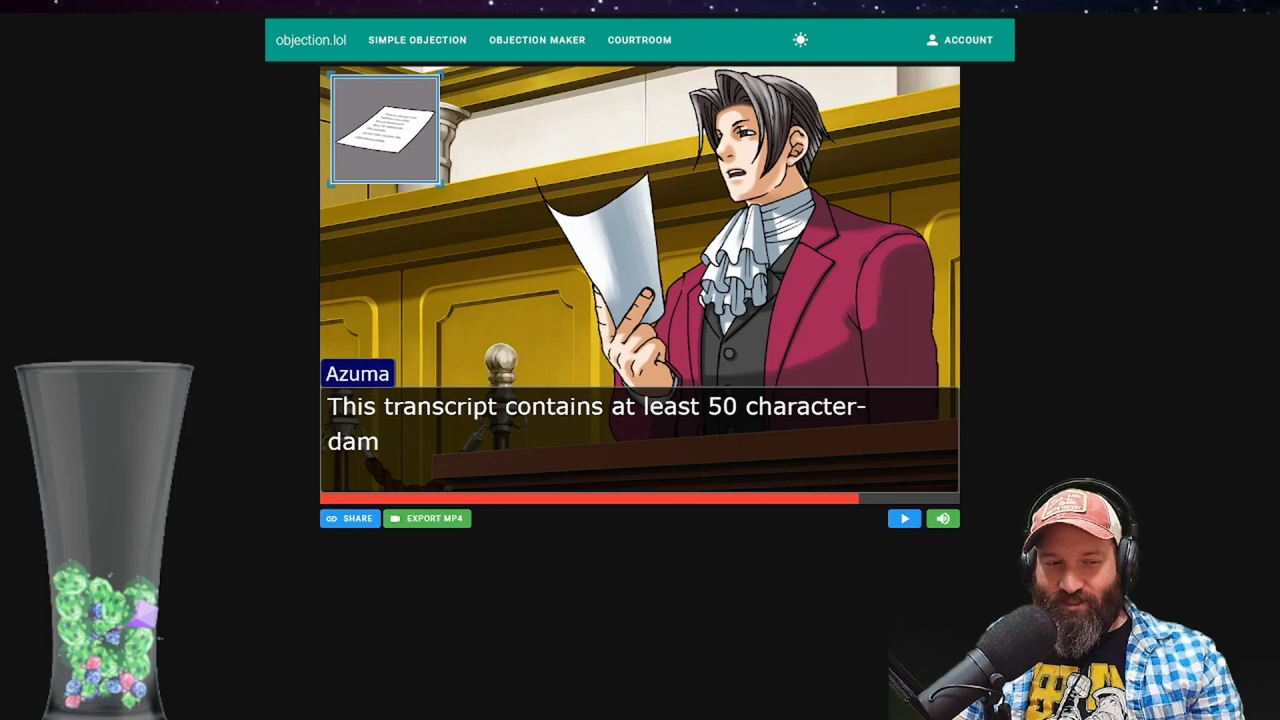 objection.lol SIMPLE OBJECTION OBJECTION MAKER COURTROOM ACCOUNT
Azuma
This transcript contains at least 50 character-
dam
SHARE EXPORT MP4